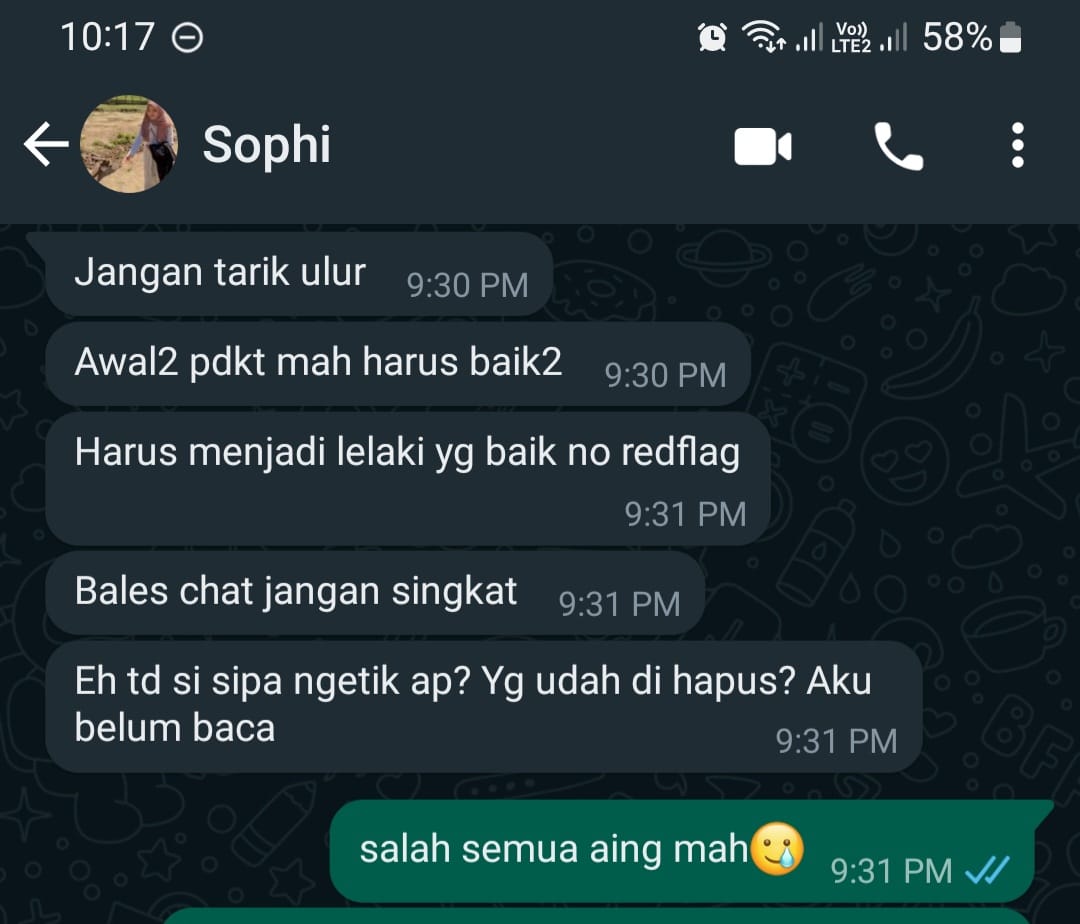 10:17
Vo)) LTE2 58%
Sophi
Jangan tarik ulur 9:30 PM
Awal2 pdkt mah harus baik2 9:30 PM
Harus menjadi lelaki yg baik no redflag
9:31 PM
Bales chat jangan singkat 9:31 PM
Eh td si sipa ngetik ap? Yg udah di hapus? Aku
belum baca 9:31 PM
salah semua aing mah🥲 9:31 PM